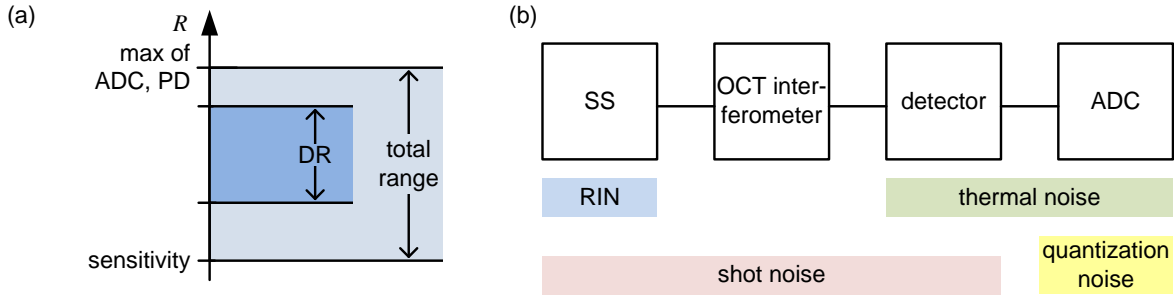 (a)
R
max of
ADC, PD
DR
total
range
sensitivity
(b)
SS
OCT inter-
ferometer
detector
ADC
RIN
thermal noise
shot noise
quantization
noise